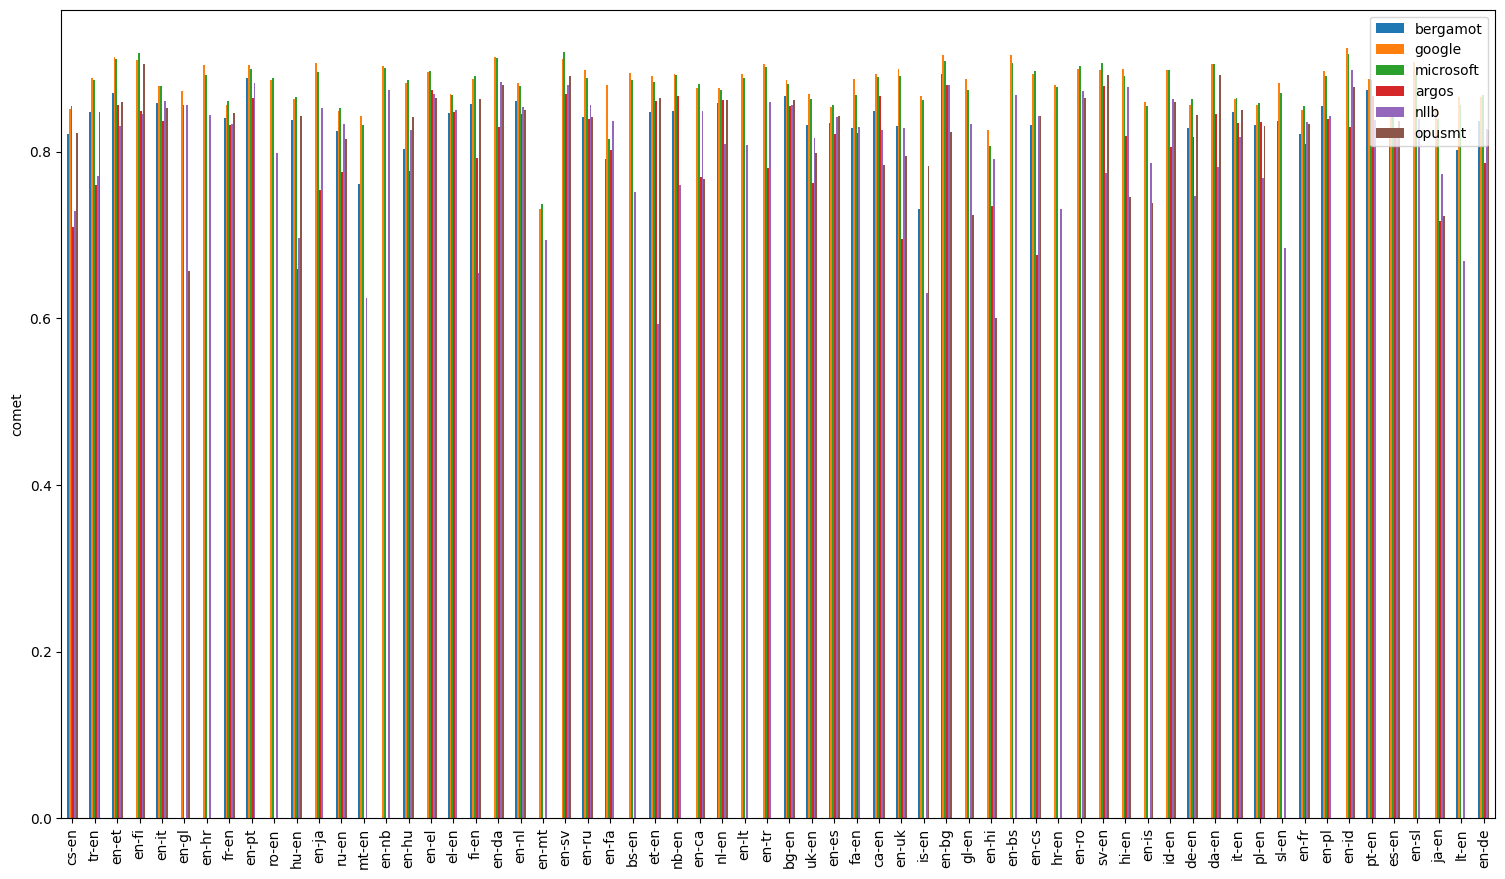 bergamot
google
microsoft
argos
nllb
opusmt
comet
0.8
0.6
0.4
0.2
0.0
cs-en
tr-en
en-et
en-fi
en-it
en-gl
en-hr
fr-en
en-pt
ro-en
hu-en
en-ja
ru-en
mt-en
en-nb
en-hu
en-el
el-en
fi-en
en-da
en-nl
en-mt
en-sv
en-ru
en-fa
bs-en
et-en
nb-en
en-ca
nl-en
en-lt
en-tr
bg-en
uk-en
en-es
fa-en
ca-en
en-uk
is-en
en-bg
gl-en
en-hi
en-bs
en-cs
hr-en
en-ro
sv-en
hi-en
en-is
id-en
de-en
da-en
it-en
pl-en
sl-en
en-fr
en-pl
en-id
pt-en
es-en
en-sl
ja-en
lt-en
en-de